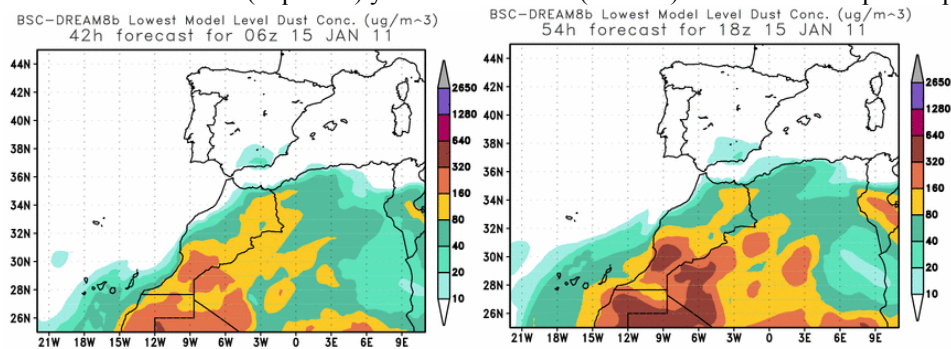 BSC-DREAM8b Lowest Model Level Dust Conc. (ug/m^3)
42h forecast for 06z 15 JAN 11
44N
42N
40N
38N
36N
34N
32N
30N
28N
26N
21W 18W 15W 12W 9W 6W 3W 0 3E 6E 9E
2650
1280
640
320
160
80
40
20
10
BSC-DREAM8b Lowest Model Level Dust Conc. (ug/m^3)
54h forecast for 18z 15 JAN 11
44N
42N
40N
38N
36N
34N
32N
30N
28N
26N
21W 18W 15W 12W 9W 6W 3W 0 3E 6E 9E
2650
1280
640
320
160
80
40
20
10